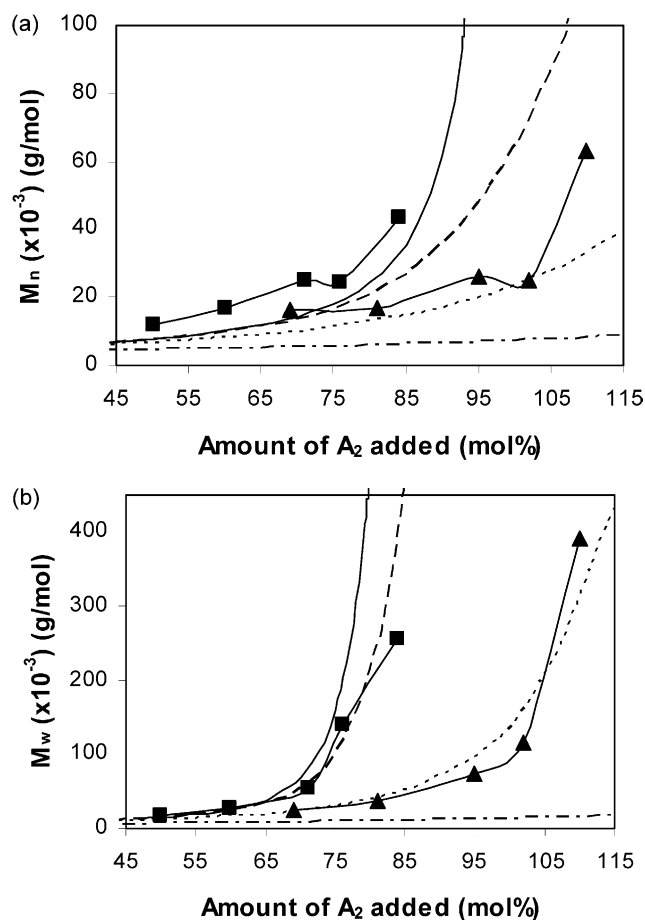 (a)
100
80
60
40
20
0
Mₙ (x10⁻³) (g/mol)
45 55 65 75 85 95 105 115
Amount of A₂ added (mol%)
(b)
400
300
200
100
0
M_w (x10⁻³) (g/mol)
45 55 65 75 85 95 105 115
Amount of A₂ added (mol%)